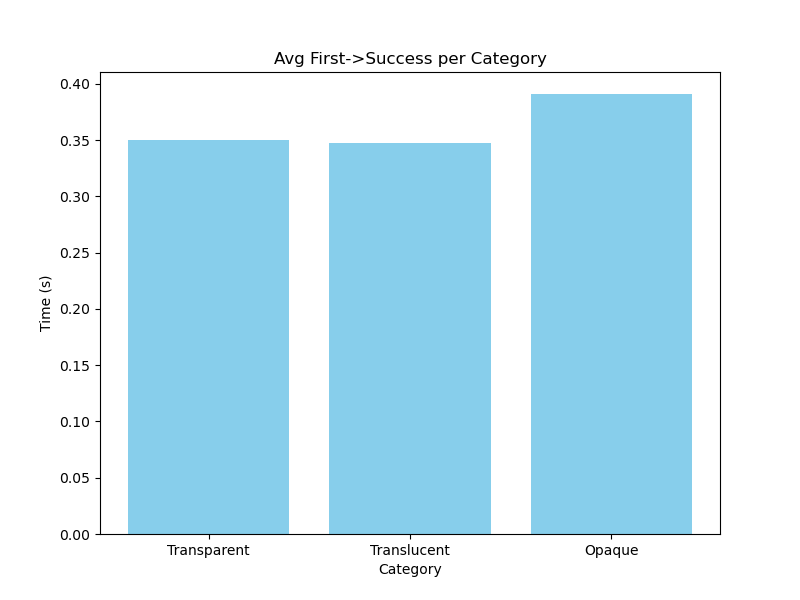 Avg First->Success per Category
0.40
0.35
0.30
0.25
0.20
0.15
0.10
0.05
0.00
Time (s)
Transparent Translucent Opaque
Category